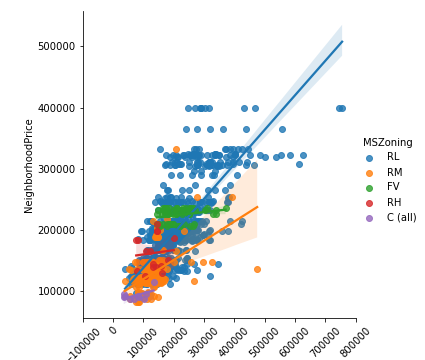 500000
400000
300000
200000
100000
NeighborhoodPrice
MSZoning
RL
RM
FV
RH
C (all)
-100000
0
100000
200000
300000
400000
500000
600000
700000
800000